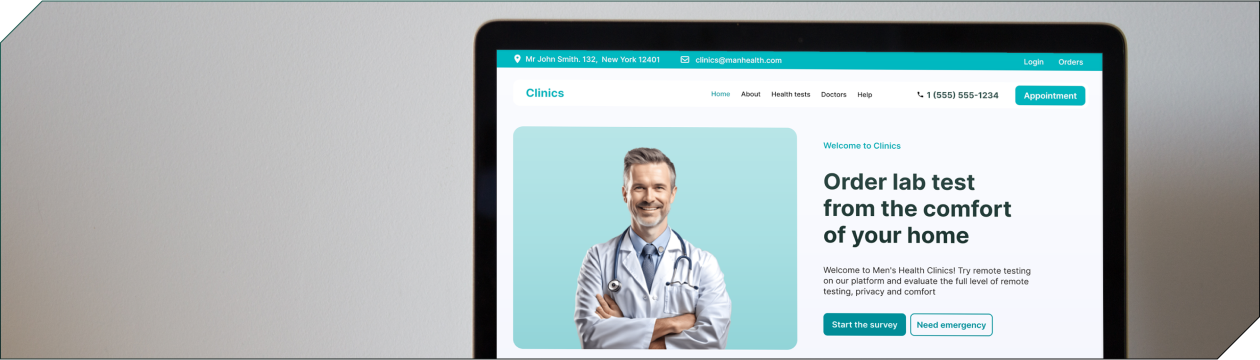 Mr John Smith. 132, New York 12401
clinics@manhealth.com
Login
Orders
Clinics
Home
About
Health tests
Doctors
Help
1 (555) 555-1234
Appointment
Welcome to Clinics
Order lab test
from the comfort
of your home
Welcome to Men's Health Clinics! Try remote testing
on our platform and evaluate the full level of remote
testing, privacy and comfort
Start the survey
Need emergency